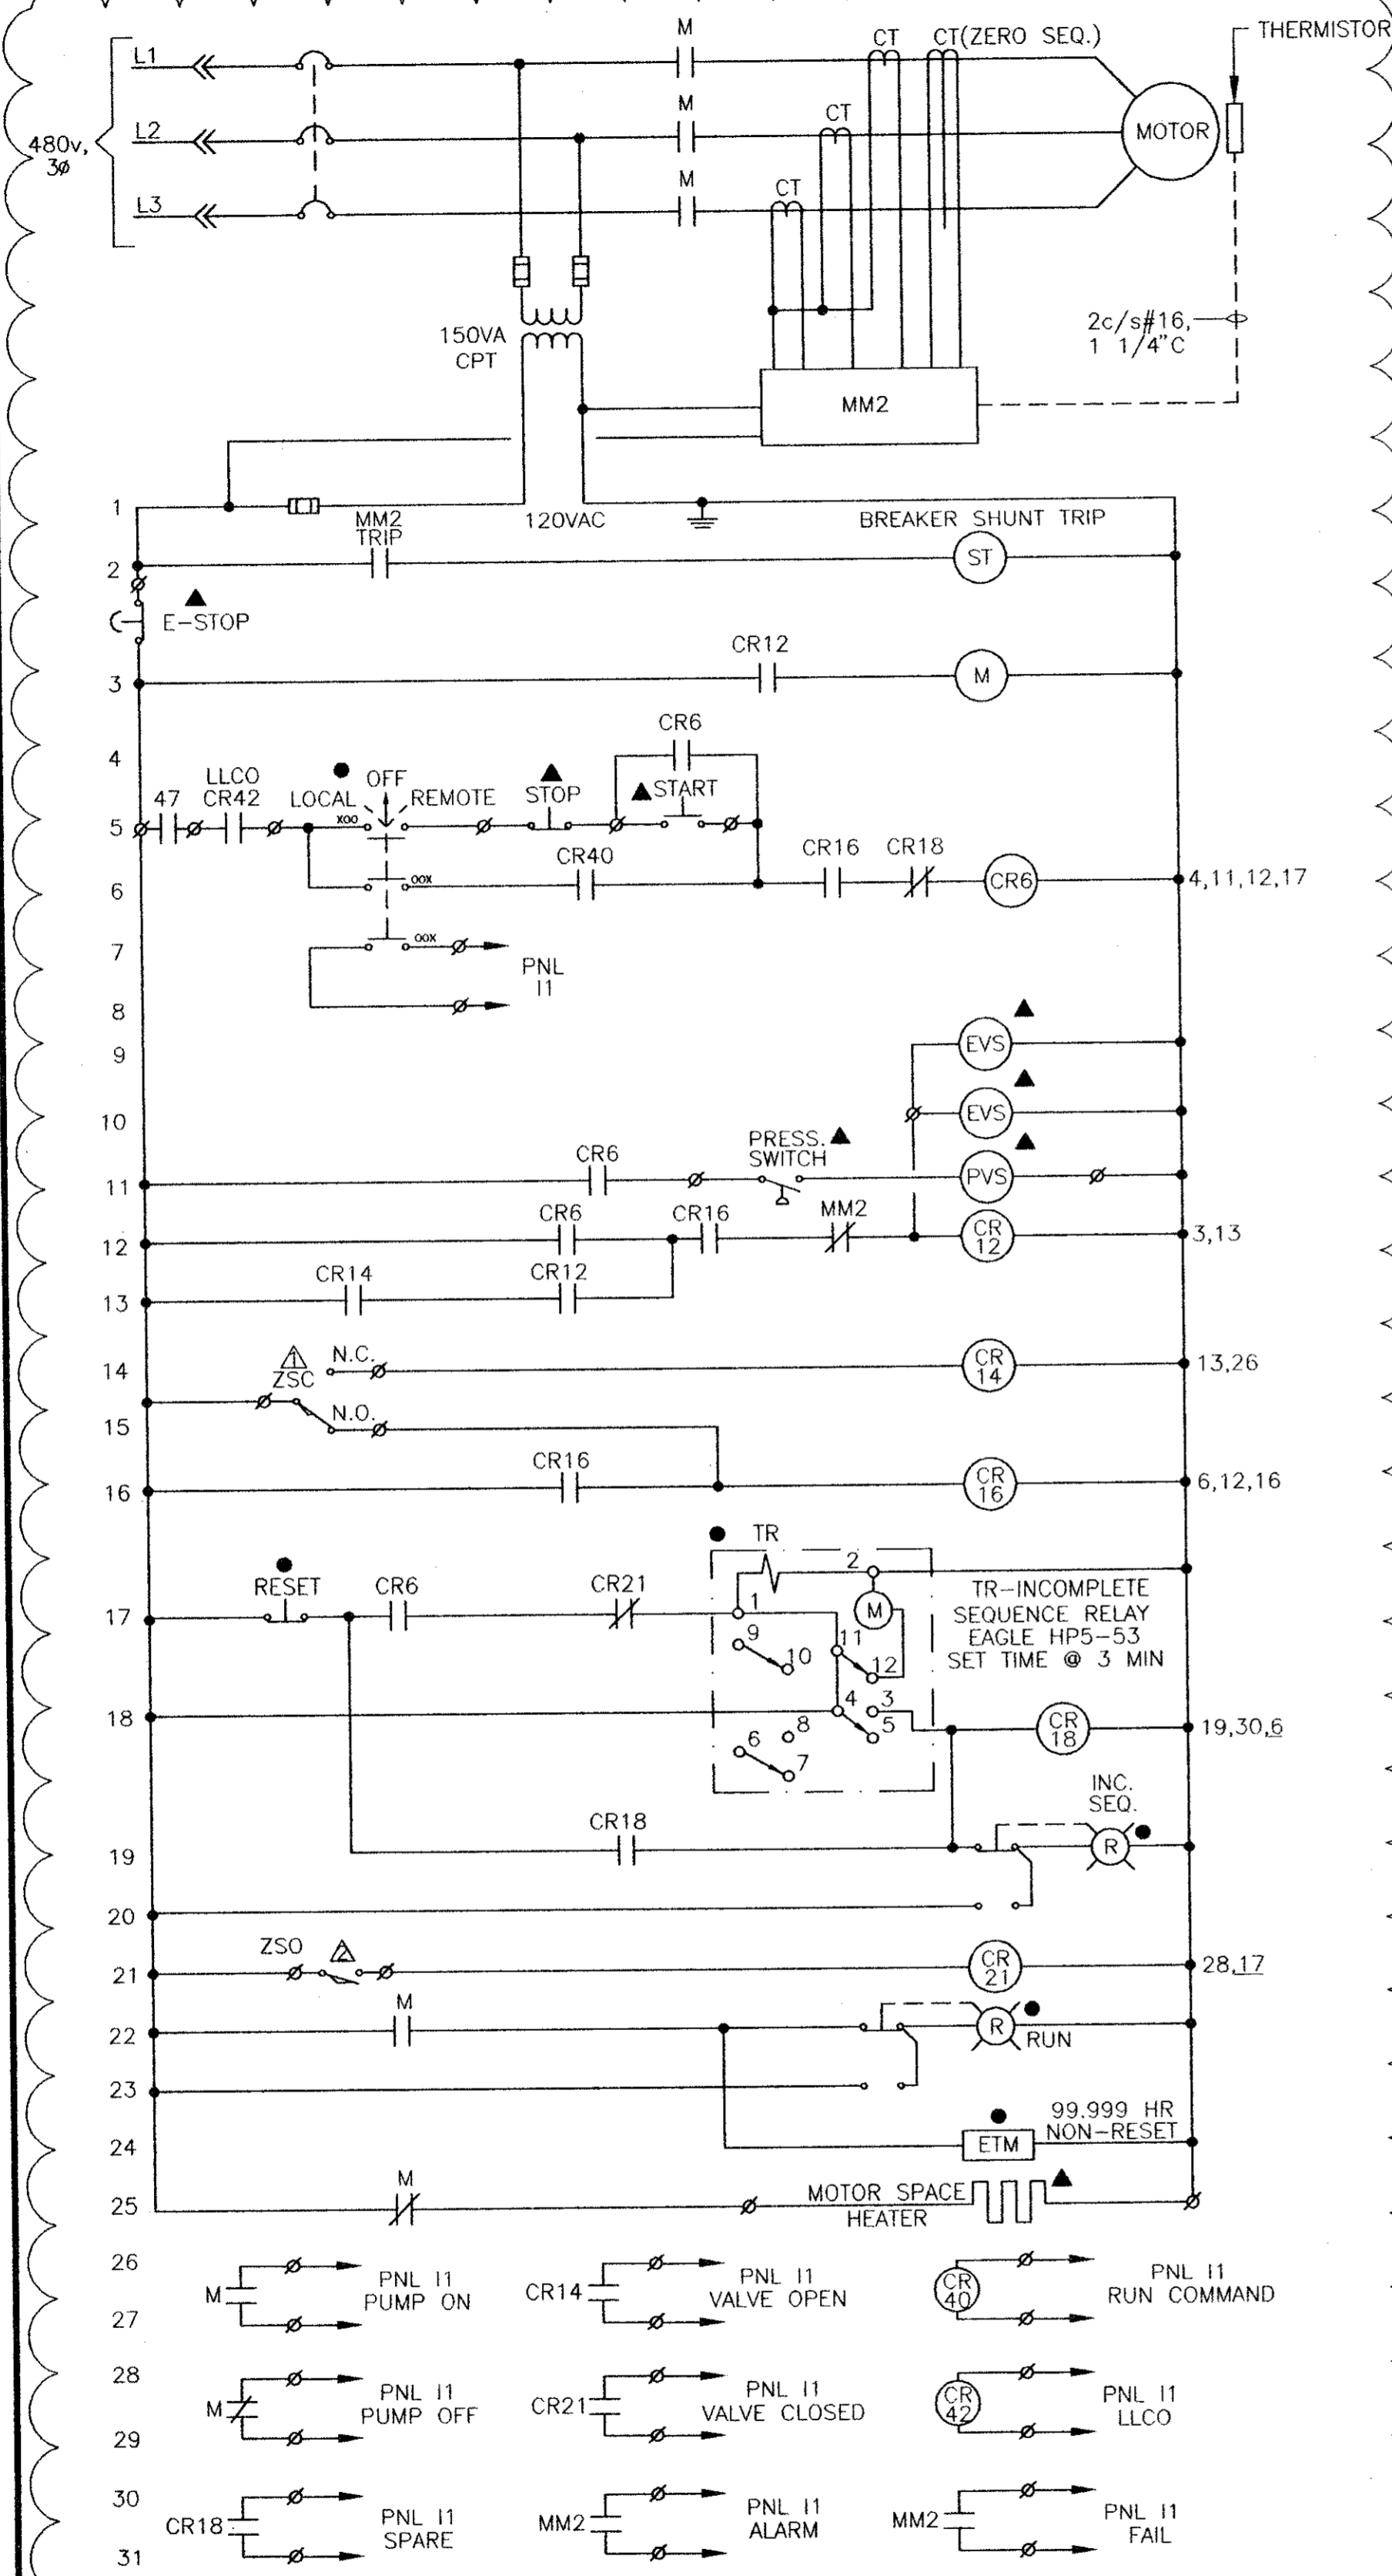 M
CT
CT(ZERO SEQ.)
THERMISTOR
L1
M
CT
L2
MOTOR
480v,
3ø
M
CT
L3
150VA
CPT
2c/s#16,
1 1/4"C
MM2
1
120VAC
MM2
TRIP
BREAKER SHUNT TRIP
2
ST
E-STOP
3
CR12
M
4
CR6
LLCO
47
CR42
LOCAL
OFF
REMOTE
STOP
START
5
XOO
CR40
CR16
CR18
6
OOX
CR6
4,11,12,17
7
OOX
PNL
I1
8
9
EVS
10
EVS
PRESS.
SWITCH
11
CR6
PVS
12
CR6
CR16
MM2
CR
12
3,13
13
CR14
CR12
14
1
ZSC
N.C.
CR
14
13,26
15
N.O.
16
CR16
CR
16
6,12,16
TR
RESET
CR6
CR21
2
17
1
M
TR-INCOMPLETE
SEQUENCE RELAY
EAGLE HP5-53
SET TIME @ 3 MIN
9
10
11
12
18
4
3
5
8
6
7
CR
18
19,30,6
INC.
SEQ.
19
CR18
R
20
ZSO
2
21
CR
21
28,17
M
22
R
RUN
23
99.999 HR
NON-RESET
24
ETM
M
25
MOTOR SPACE
HEATER
26
M
PNL I1
PUMP ON
CR14
PNL I1
VALVE OPEN
CR
40
PNL I1
RUN COMMAND
27
28
M
PNL I1
PUMP OFF
CR21
PNL I1
VALVE CLOSED
CR
42
PNL I1
LLCO
29
30
CR18
PNL I1
SPARE
MM2
PNL I1
ALARM
MM2
PNL I1
FAIL
31